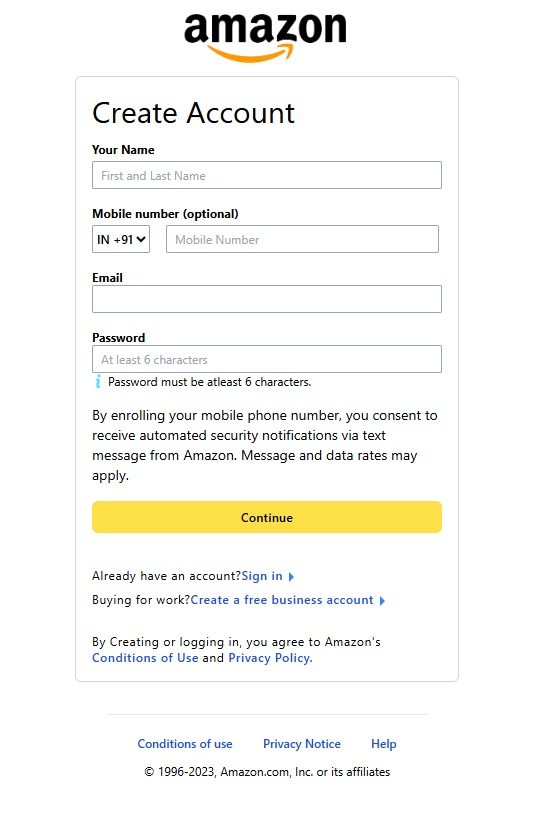 amazon
Create Account
Your Name
First and Last Name
Mobile number (optional)
IN +91 Mobile Number
Email
Password
At least 6 characters
i Password must be atleast 6 characters.
By enrolling your mobile phone number, you consent to
receive automated security notifications via text
message from Amazon. Message and data rates may
apply.
Continue
Already have an account?Sign in
Buying for work?Create a free business account
By Creating or logging in, you agree to Amazon's
Conditions of Use and Privacy Policy.
Conditions of use Privacy Notice Help
© 1996-2023, Amazon.com, Inc. or its affiliates